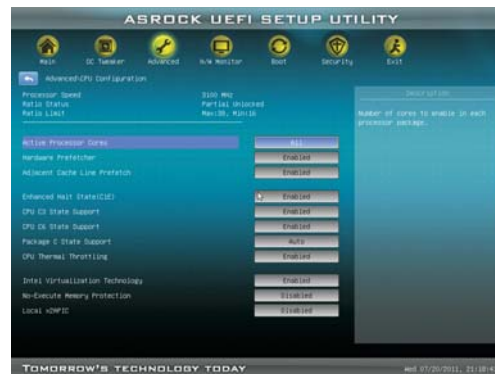 ASROCK UEFI SETUP UTILITY
Main OC Tweaker Advanced H/W Monitor Boot Security Exit
Advanced\CPU Configuration
Description
Processor Speed 3100 MHz
Ratio Status Partial Unlocked
Ratio Limit Max:38, Min:16
Number of cores to enable in each
processor package.
Active Processor Cores All
Hardware Prefetcher Enabled
Adjacent Cache Line Prefetch Enabled
Enhanced Halt State(C1E) Enabled
CPU C3 State Support Enabled
CPU C6 State Support Enabled
Package C State Support Auto
CPU Thermal Throttling Enabled
Intel Virtualization Technology Enabled
No-Execute Memory Protection Disabled
Local x2APIC Disabled
TOMORROW'S TECHNOLOGY TODAY
Wed 07/20/2011,